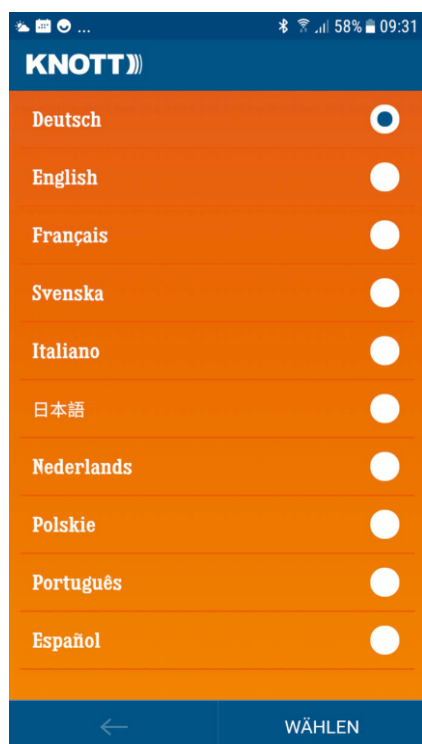 ... 58% 09:31
KNOTT
Deutsch
English
Français
Svenska
Italiano
日本語
Nederlands
Polskie
Português
Español
WÄHLEN